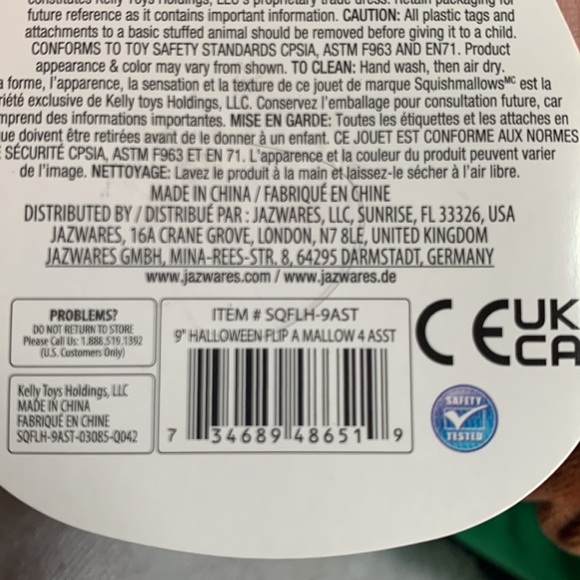 constitutes Kelly Toys Holdings, LLC's proprietary trade dress. Retain packaging for
future reference as it contains important information. CAUTION: All plastic tags and
attachments to a basic stuffed animal should be removed before giving it to a child.
CONFORMS TO TOY SAFETY STANDARDS CPSIA, ASTM F963 AND EN71. Product
appearance & color may vary from shown. TO CLEAN: Hand wash, then air dry.
a forme, l'apparence, la sensation et la texture de ce jouet de marque Squishmallows MC est la
riété exclusive de Kelly toys Holdings, LLC. Conservez l'emballage pour consultation future, car
mprend des informations importantes. MISE EN GARDE: Toutes les étiquettes et les attaches en
ue doivent être retirées avant de le donner à un enfant. CE JOUET EST CONFORME AUX NORMES
SÉCURITÉ CPSIA, ASTM F963 ET EN 71. L'apparence et la couleur du produit peuvent varier
de l'image. NETTOYAGE: Lavez le produit à la main et laissez-le sécher à l'air libre.
MADE IN CHINA / FABRIQUÉ EN CHINE
DISTRIBUTED BY / DISTRIBUÉ PAR : JAZWARES, LLC, SUNRISE, FL 33326, USA
JAZWARES, 16A CRANE GROVE, LONDON, N7 8LE, UNITED KINGDOM
JAZWARES GMBH, MINA-REES-STR. 8, 64295 DARMSTADT, GERMANY
www.jazwares.com / www.jazwares.de
PROBLEMS?
DO NOT RETURN TO STORE
Please Call Us: 1.888.519.1392
(U.S. Customers Only)
Kelly Toys Holdings, LLC
MADE IN CHINA
FABRIQUÉ EN CHINE
SQFLH-9AST-03085-0042
ITEM # SQFLH-9AST
9" HALLOWEEN FLIP A MALLOW 4 ASST
7 34689 48651 9
CE
UK
CA
SAFETY
TESTED